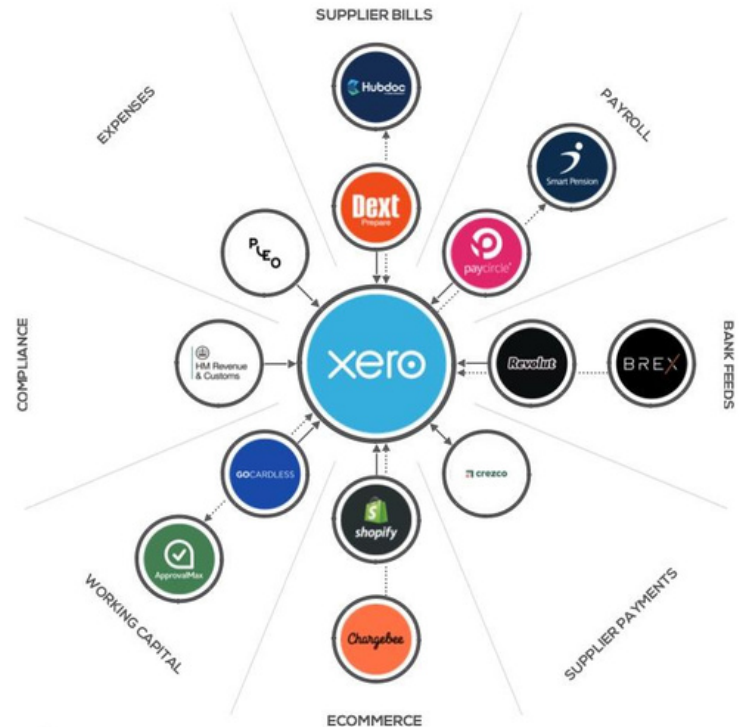 SUPPLIER BILLS
Hubdoc
EXPENSES
PAYROLL
Smart Pension
Dext
Prepare
PLEO
paycircle
COMPLIANCE
HM Revenue
& Customs
xero
Revolut
BREX
BANK FEEDS
GOCARDLESS
crezco
shopify
ApprovalMax
WORKING CAPITAL
Chargebee
SUPPLIER PAYMENTS
ECOMMERCE